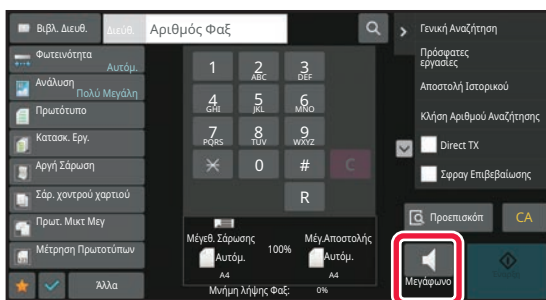 Βιβλ. Διευθ.
Διεύθ.
Αριθμός Φαξ
Φωτεινότητα
Αυτόμ.
Ανάλυση
Πολύ Μεγάλη
Πρωτότυπο
Κατασκ. Εργ.
Αργή Σάρωση
Σάρ. χοντρού χαρτιού
Πρωτ. Μικτ Μεγ
Μέτρηση Πρωτοτύπων
Άλλα
1
2
ABC
3
DEF
4
GHI
5
JKL
6
MNO
7
PQRS
8
TUV
9
WXYZ
0
#
C
R
Μέγεθ. Σάρωσης
Αυτόμ.
A4
100%
Μέγ.Αποστολής
Αυτόμ.
A4
Μνήμη λήψης Φαξ: 0%
Γενική Αναζήτηση
Πρόσφατες
εργασίες
Αποστολή Ιστορικού
Κλήση Αριθμού Αναζήτησης
Direct TX
Σφραγ Επιβεβαίωσης
Προεπισκόπ
CA
Μεγάφωνο